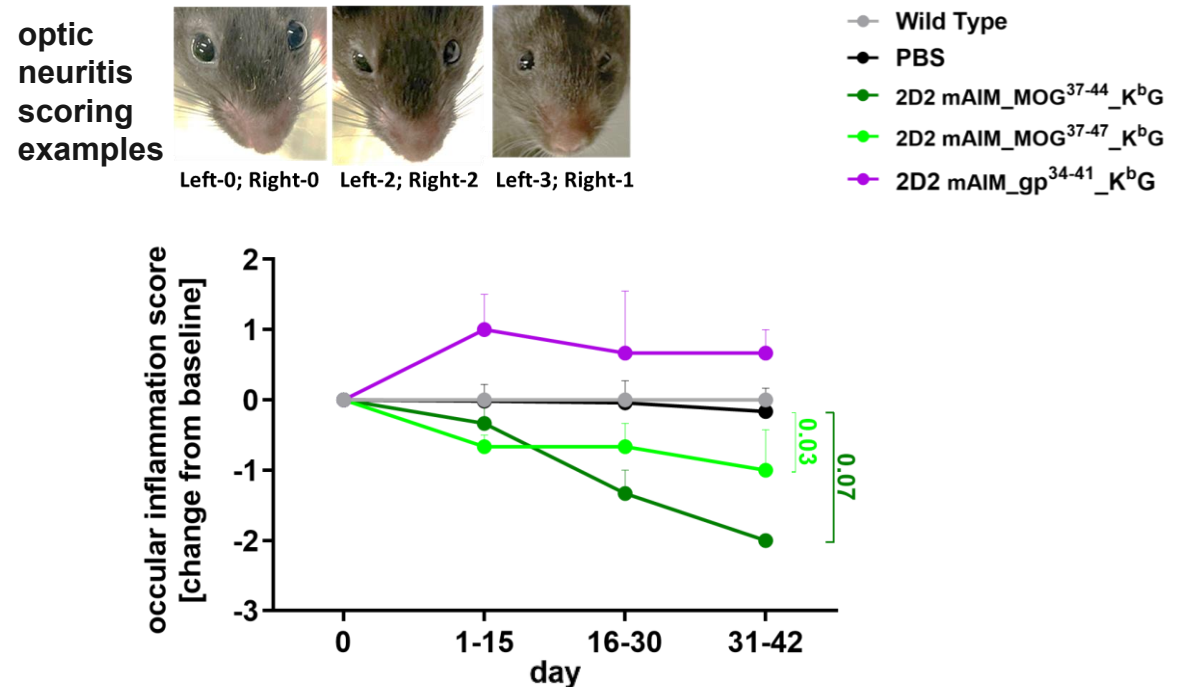 optic
neuritis
scoring
examples
Left-0; Right-0 Left-2; Right-2 Left-3; Right-1
Wild Type
PBS
2D2 mAIM_MOG³⁷⁻⁴⁴_KᵇG
2D2 mAIM_MOG³⁷⁻⁴⁷_KᵇG
2D2 mAIM_gp³⁴⁻⁴¹_KᵇG
occular inflammation score
[change from baseline]
2
1
0
-1
-2
-3
0.03
0.07
0 1-15 16-30 31-42
day